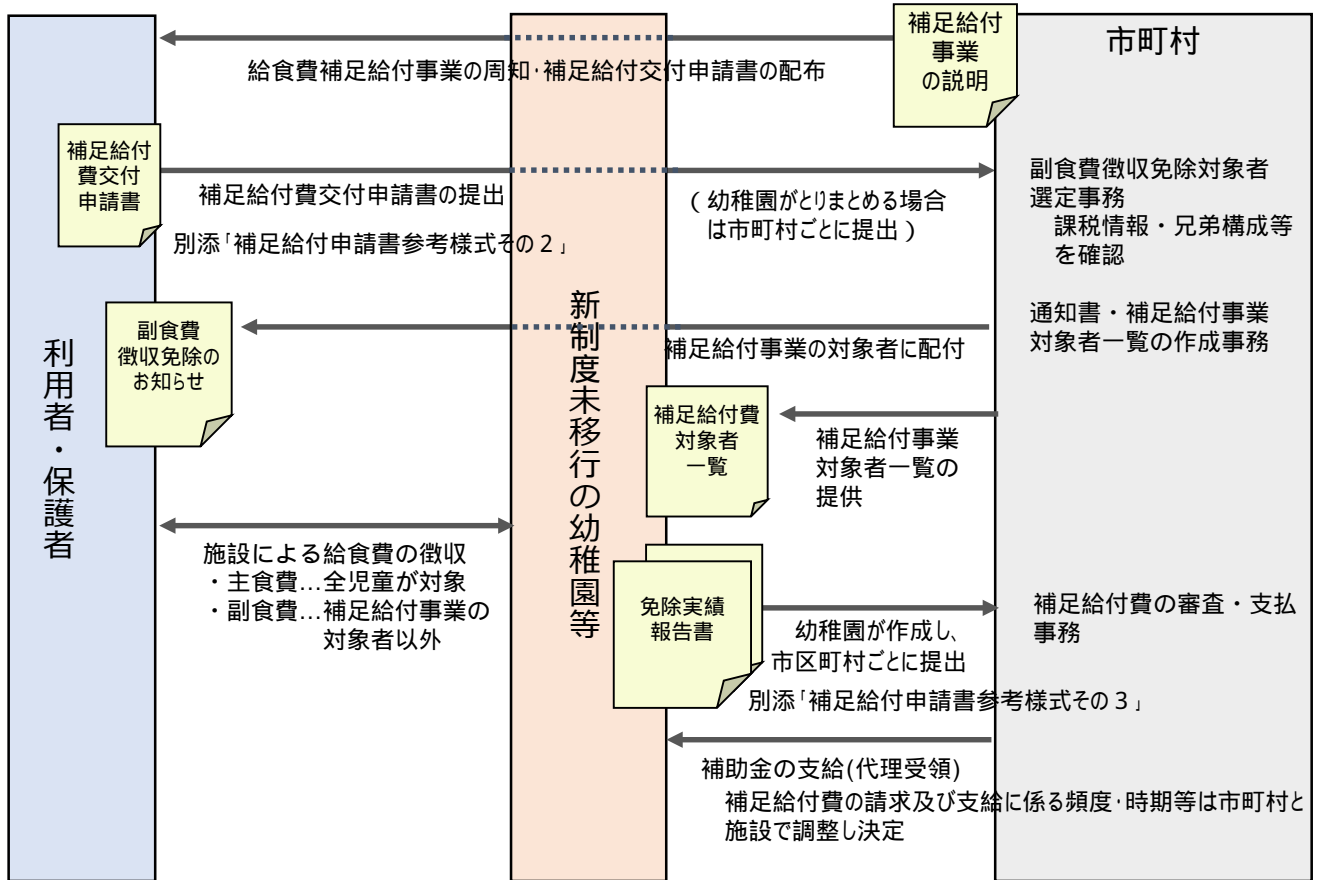 補足給付
事業
の説明
市町村
給食費補足給付事業の周知・補足給付交付申請書の配布
補足給付
費交付
申請書
補足給付費交付申請書の提出
(幼稚園がとりまとめる場合
は市町村ごとに提出)
副食費徴収免除対象者
選定事務
課税情報・兄弟構成等
を確認
別添「補足給付申請書参考様式その2」
利用者・保護者
新制度未移行の幼稚園等
副食費
徴収免除の
お知らせ
補足給付事業の対象者に配付
通知書・補足給付事業
対象者一覧の作成事務
補足給付費
対象者
一覧
補足給付事業
対象者一覧の
提供
施設による給食費の徴収
・主食費…全児童が対象
・副食費…補足給付事業の
対象者以外
免除実績
報告書
幼稚園が作成し、
市区町村ごとに提出
補足給付費の審査・支払
事務
別添「補足給付申請書参考様式その3」
補助金の支給(代理受領)
補足給付費の請求及び支給に係る頻度・時期等は市町村と
施設で調整し決定